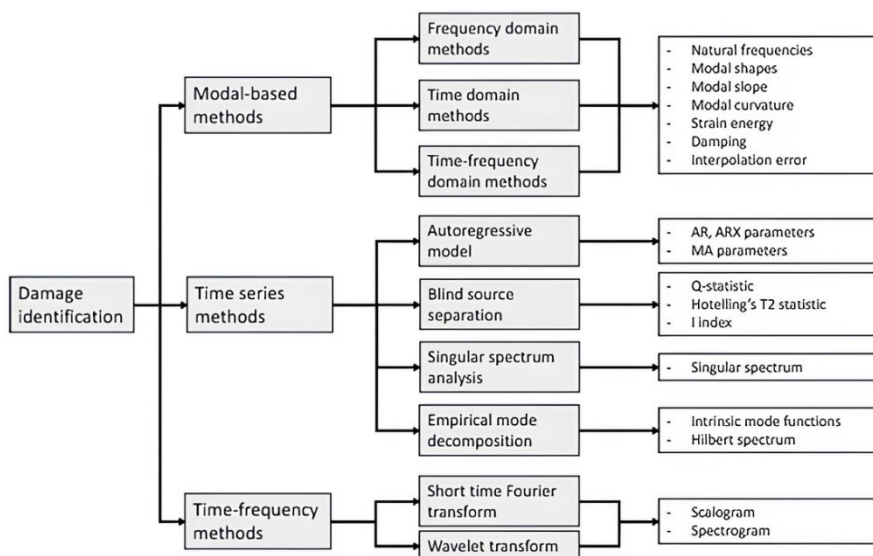 Damage
identification
Modal-based
methods
Frequency domain
methods
Time domain
methods
Time-frequency
domain methods
- Natural frequencies
- Modal shapes
- Modal slope
- Modal curvature
- Strain energy
- Damping
- Interpolation error
Time series
methods
Autoregressive
model
- AR, ARX parameters
- MA parameters
Blind source
separation
- Q-statistic
- Hotelling's T2 statistic
- I index
Singular spectrum
analysis
- Singular spectrum
Empirical mode
decomposition
- Intrinsic mode functions
- Hilbert spectrum
Time-frequency
methods
Short time Fourier
transform
Wavelet transform
- Scalogram
- Spectrogram